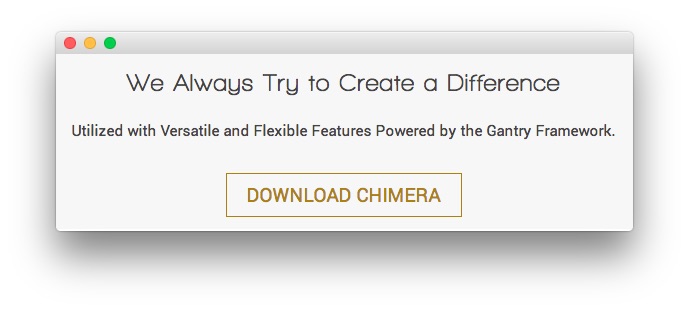 We Always Try to Create a Difference
Utilized with Versatile and Flexible Features Powered by the Gantry Framework.
DOWNLOAD CHIMERA